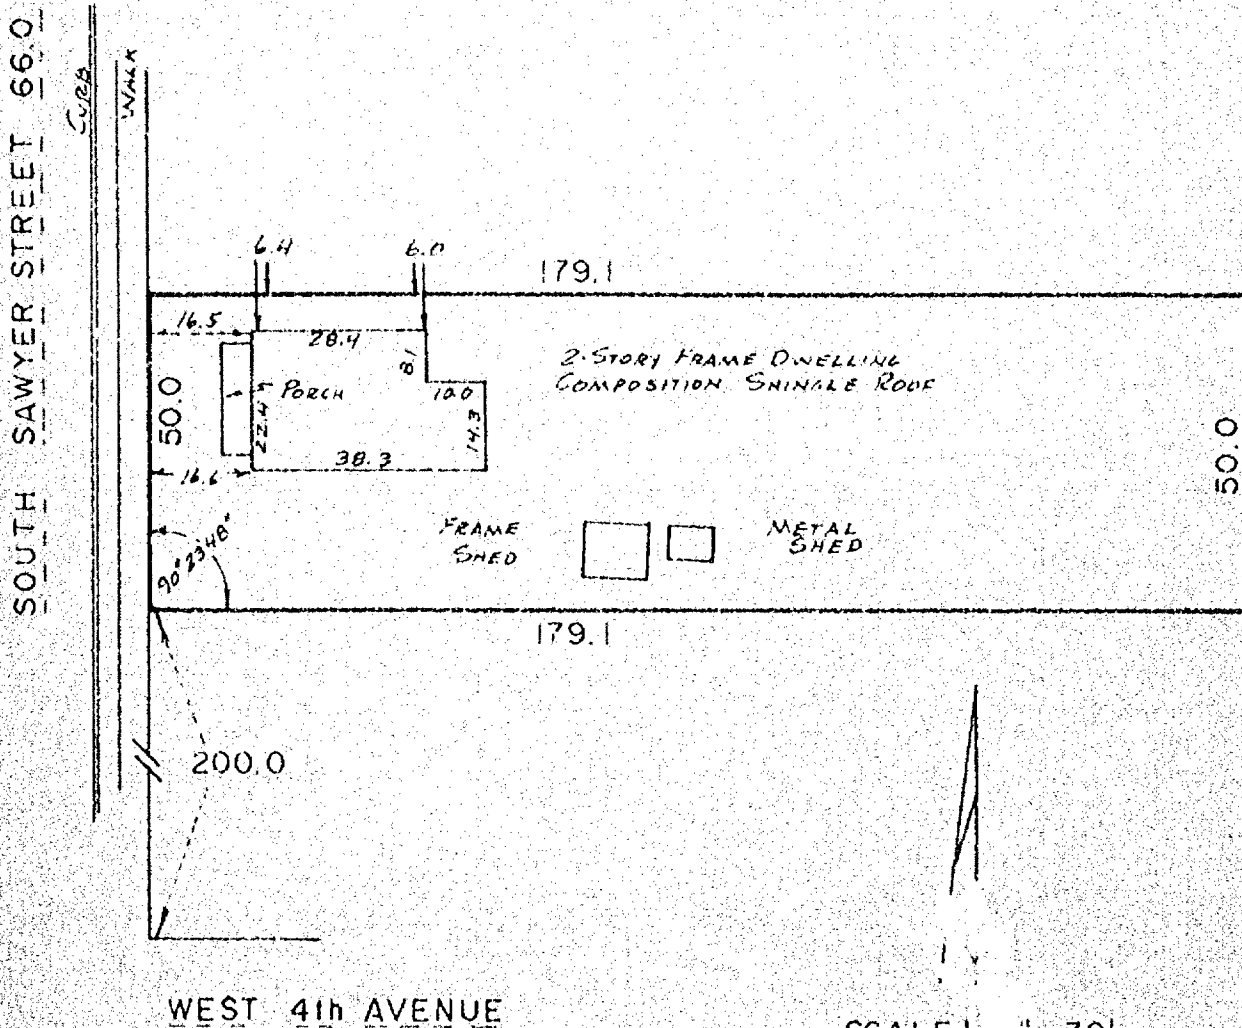 SOUTH SAWYER STREET 66.0
CURB
WALK
6.4
6.0
179.1
16.5
28.4
8.1
2-STORY FRAME DWELLING
COMPOSITION SHINGLE ROOF
50.0
PORCH
22.4
10.0
14.3
38.3
16.6
50.0
FRAME
SHED
METAL
SHED
90°23'48"
179.1
200.0
WEST 4th AVENUE